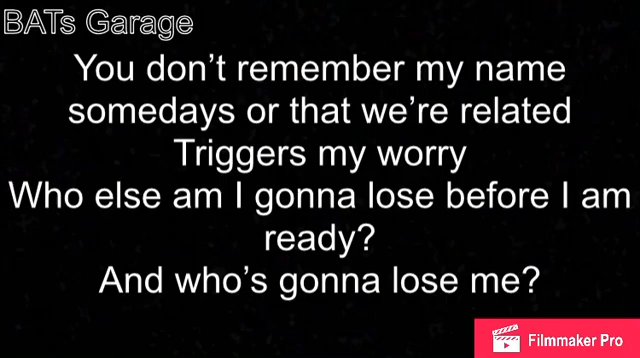 BATs Garage
You don't remember my name
somedays or that we're related
Triggers my worry
Who else am I gonna lose before I am
ready?
And who's gonna lose me?
Filmmaker Pro